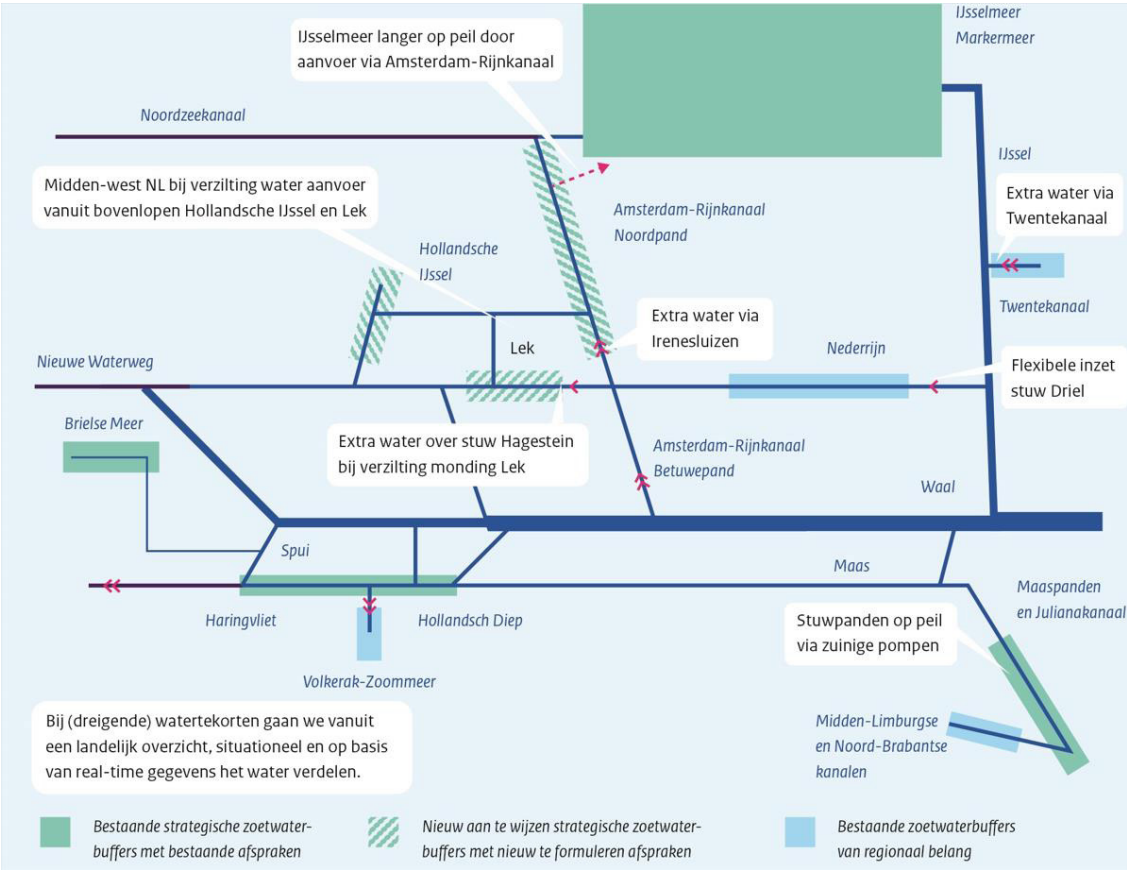 IJsselmeer
Markermeer
IJsselmeer langer op peil door
aanvoer via Amsterdam-Rijnkanaal
Noordzeekanaal
IJssel
Midden-west NL bij verzilting water aanvoer
vanuit bovenlopen Hollandsche IJssel en Lek
Extra water via
Twentekanaal
Amsterdam-Rijnkanaal
Noordpand
Hollandsche
IJssel
Twentekanaal
Extra water via
Irenesluizen
Lek
Nederrijn
Nieuwe Waterweg
Flexibele inzet
stuw Driel
Brielse Meer
Extra water over stuw Hagestein
bij verzilting monding Lek
Amsterdam-Rijnkanaal
Betuwepand
Waal
Spui
Maas
Maaspanden
en Julianakanaal
Haringvliet
Hollandsch Diep
Stuwpanden op peil
via zuinige pompen
Volkerak-Zoommeer
Midden-Limburgse
en Noord-Brabantse
kanalen
Bij (dreigende) watertekorten gaan we vanuit
een landelijk overzicht, situationeel en op basis
van real-time gegevens het water verdelen.
Bestaande strategische zoetwater-
buffers met bestaande afspraken
Nieuw aan te wijzen strategische zoetwater-
buffers met nieuw te formuleren afspraken
Bestaande zoetwaterbuffers
van regionaal belang